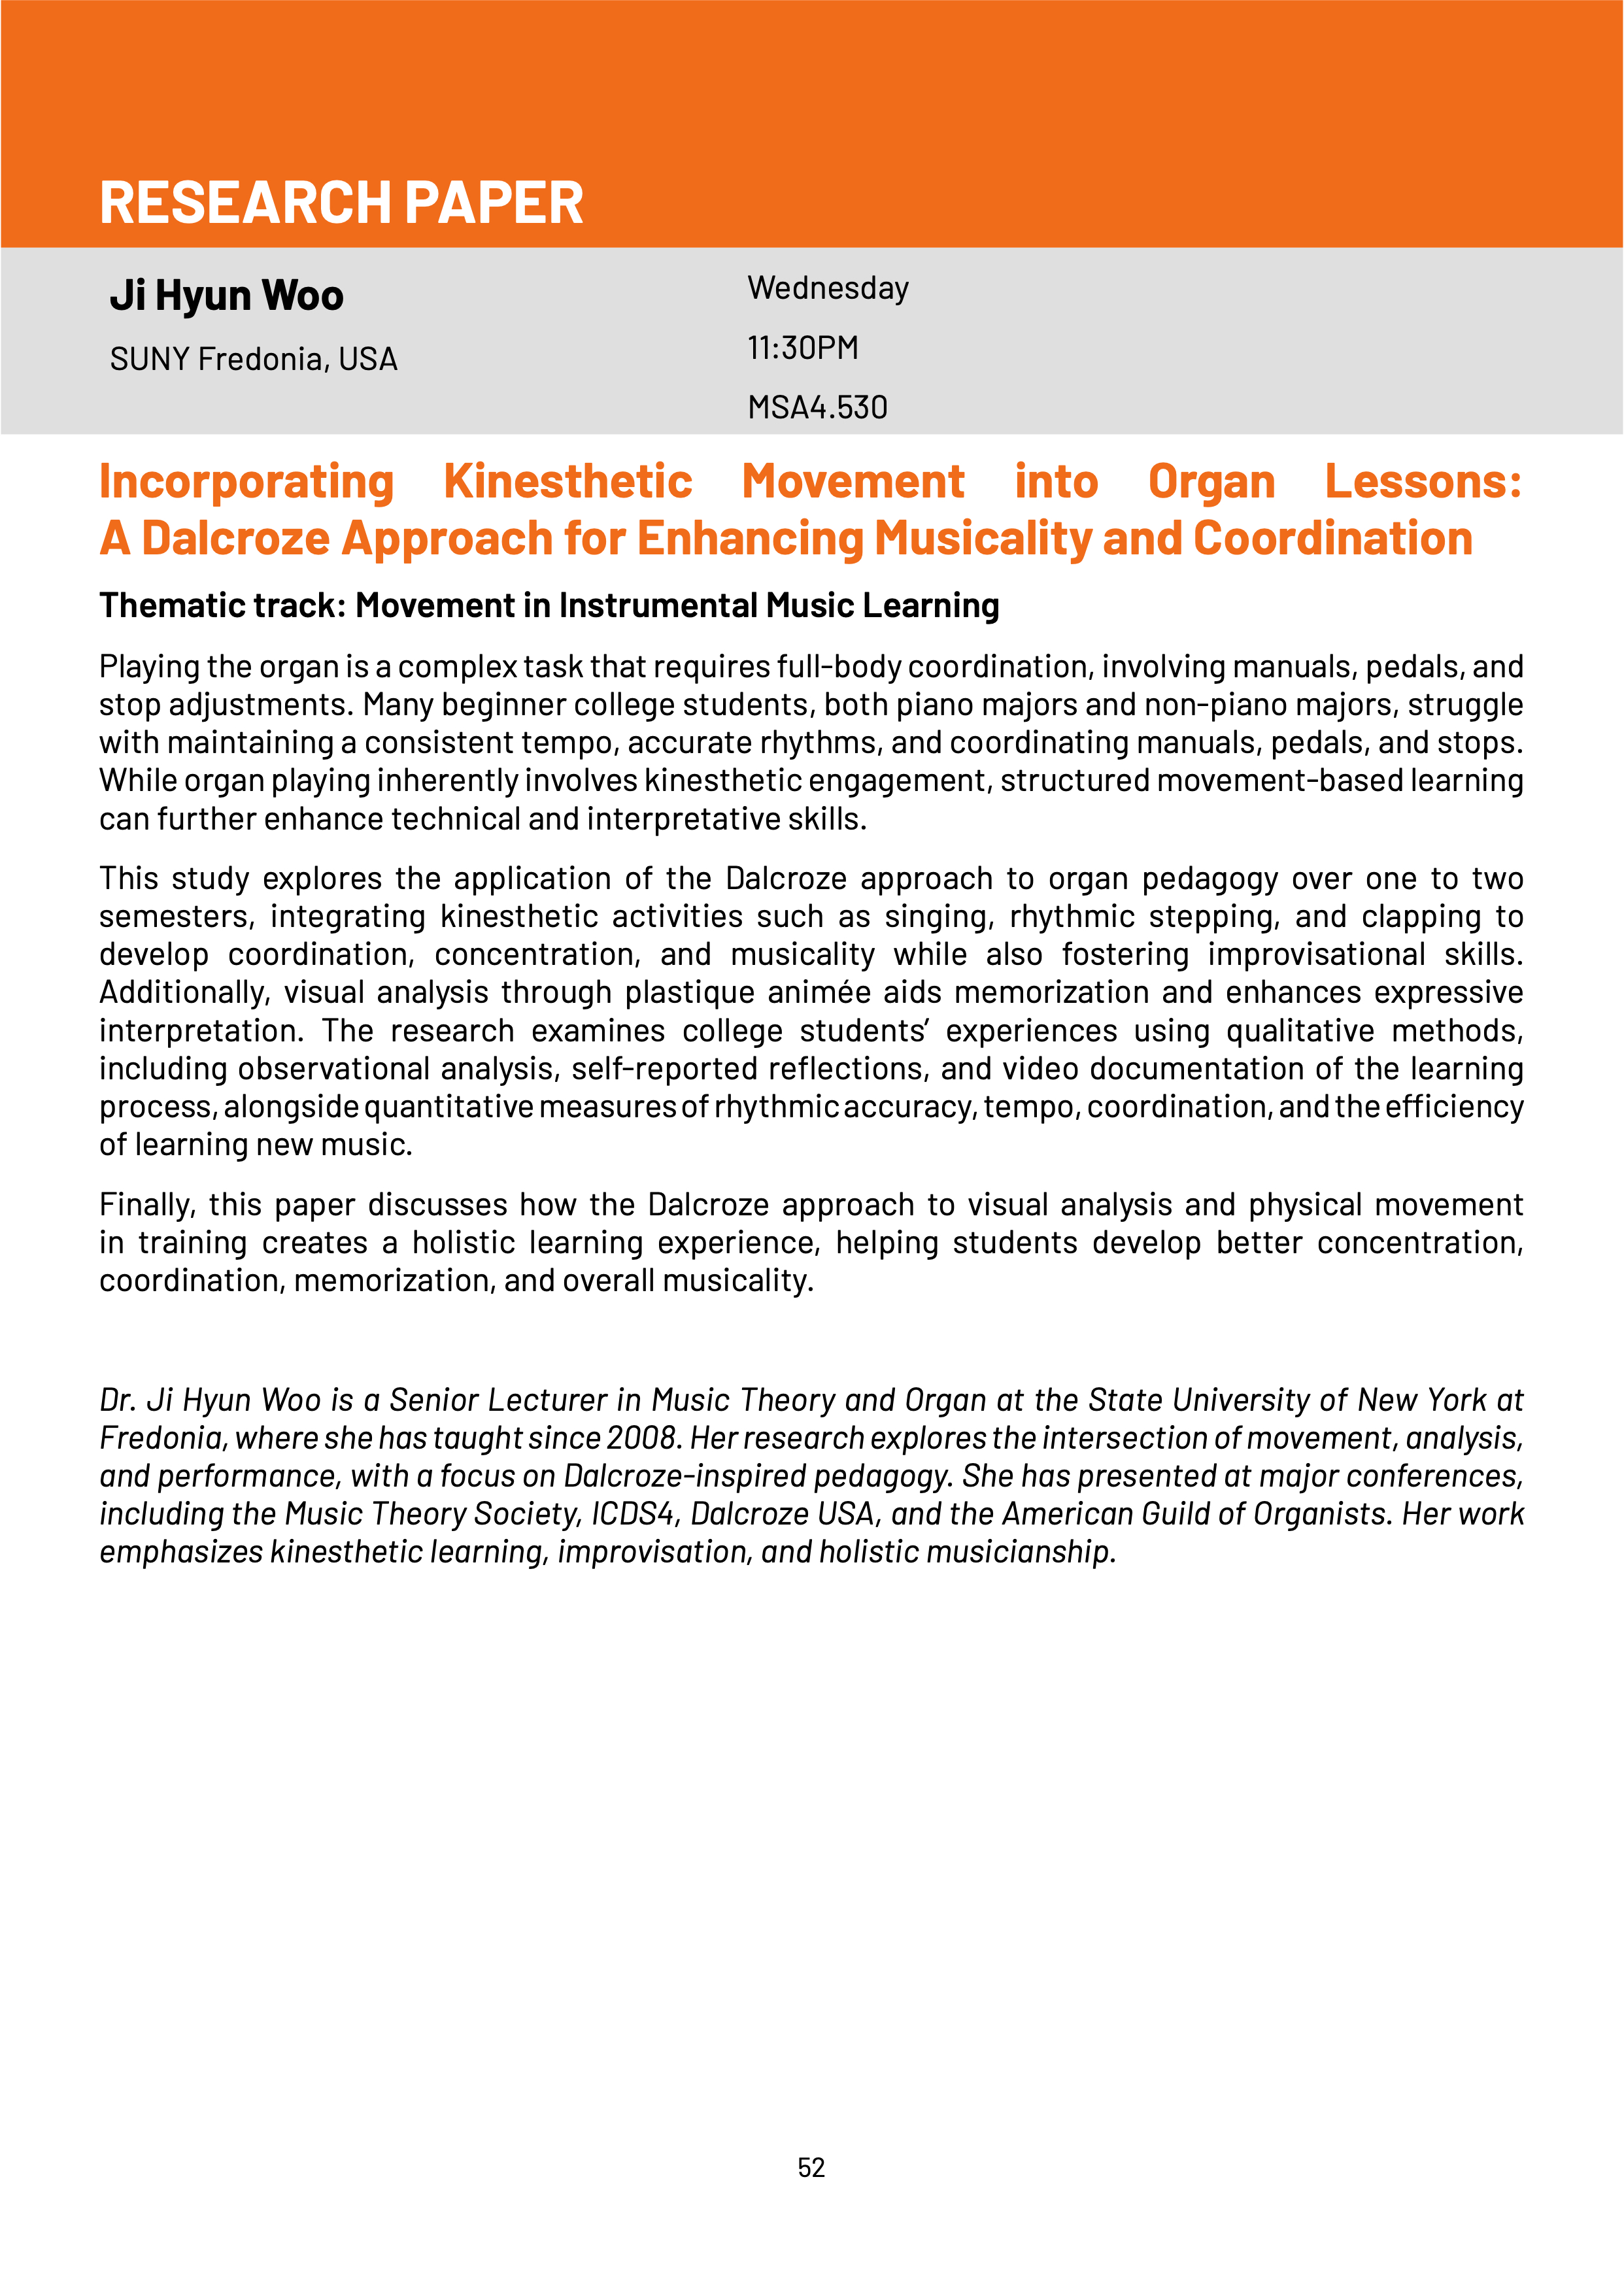 RESEARCH PAPER
Ji Hyun Woo
SUNY Fredonia, USA
Wednesday
11:30PM
MSA4.530
Incorporating Kinesthetic Movement into Organ Lessons:
A Dalcroze Approach for Enhancing Musicality and Coordination
Thematic track: Movement in Instrumental Music Learning
Playing the organ is a complex task that requires full-body coordination, involving manuals, pedals, and
stop adjustments. Many beginner college students, both piano majors and non-piano majors, struggle
with maintaining a consistent tempo, accurate rhythms, and coordinating manuals, pedals, and stops.
While organ playing inherently involves kinesthetic engagement, structured movement-based learning
can further enhance technical and interpretative skills.
This study explores the application of the Dalcroze approach to organ pedagogy over one to two
semesters, integrating kinesthetic activities such as singing, rhythmic stepping, and clapping to
develop coordination, concentration, and musicality while also fostering improvisational skills.
Additionally, visual analysis through plastique animée aids memorization and enhances expressive
interpretation. The research examines college students’ experiences using qualitative methods,
including observational analysis, self-reported reflections, and video documentation of the learning
process, alongside quantitative measures of rhythmic accuracy, tempo, coordination, and the efficiency
of learning new music.
Finally, this paper discusses how the Dalcroze approach to visual analysis and physical movement
in training creates a holistic learning experience, helping students develop better concentration,
coordination, memorization, and overall musicality.
Dr. Ji Hyun Woo is a Senior Lecturer in Music Theory and Organ at the State University of New York at
Fredonia, where she has taught since 2008. Her research explores the intersection of movement, analysis,
and performance, with a focus on Dalcroze-inspired pedagogy. She has presented at major conferences,
including the Music Theory Society, ICDS4, Dalcroze USA, and the American Guild of Organists. Her work
emphasizes kinesthetic learning, improvisation, and holistic musicianship.
52